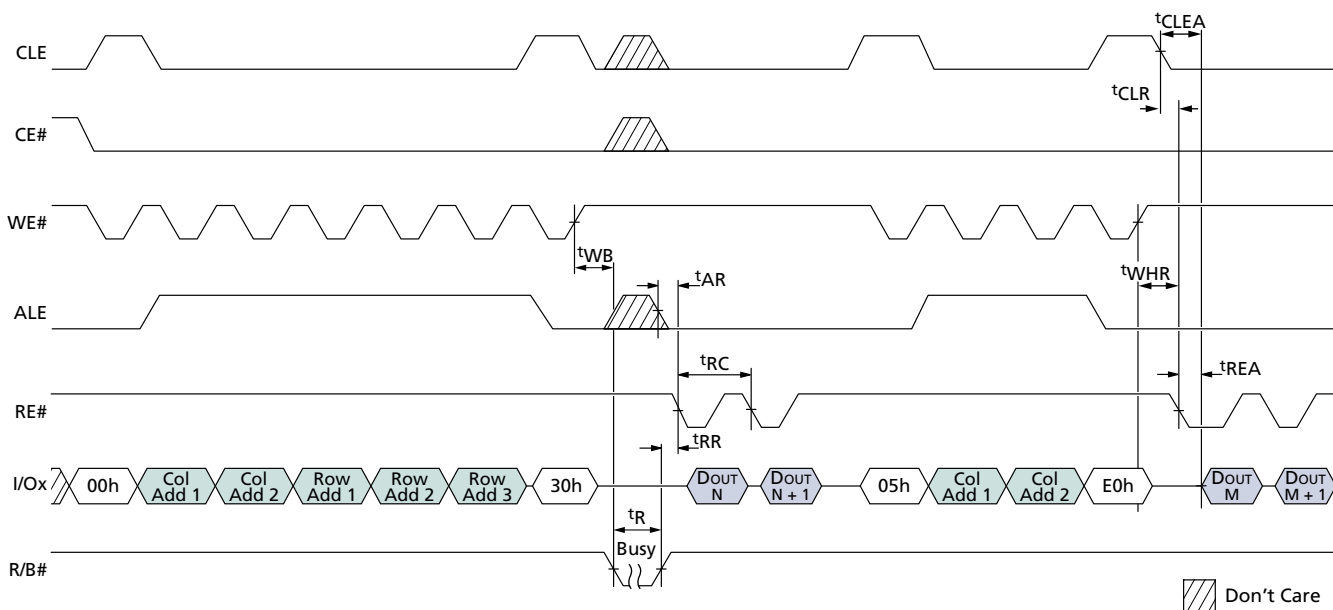 tCLEA
CLE
tCLR
CE#
WE#
tWB
tWHR
tAR
ALE
tRC
tREA
RE#
tRR
I/Ox
00h
Col
Add 1
Col
Add 2
Row
Add 1
Row
Add 2
Row
Add 3
30h
DOUT
N
DOUT
N + 1
05h
Col
Add 1
Col
Add 2
E0h
DOUT
M
DOUT
M + 1
tR
Busy
R/B#
Don't Care